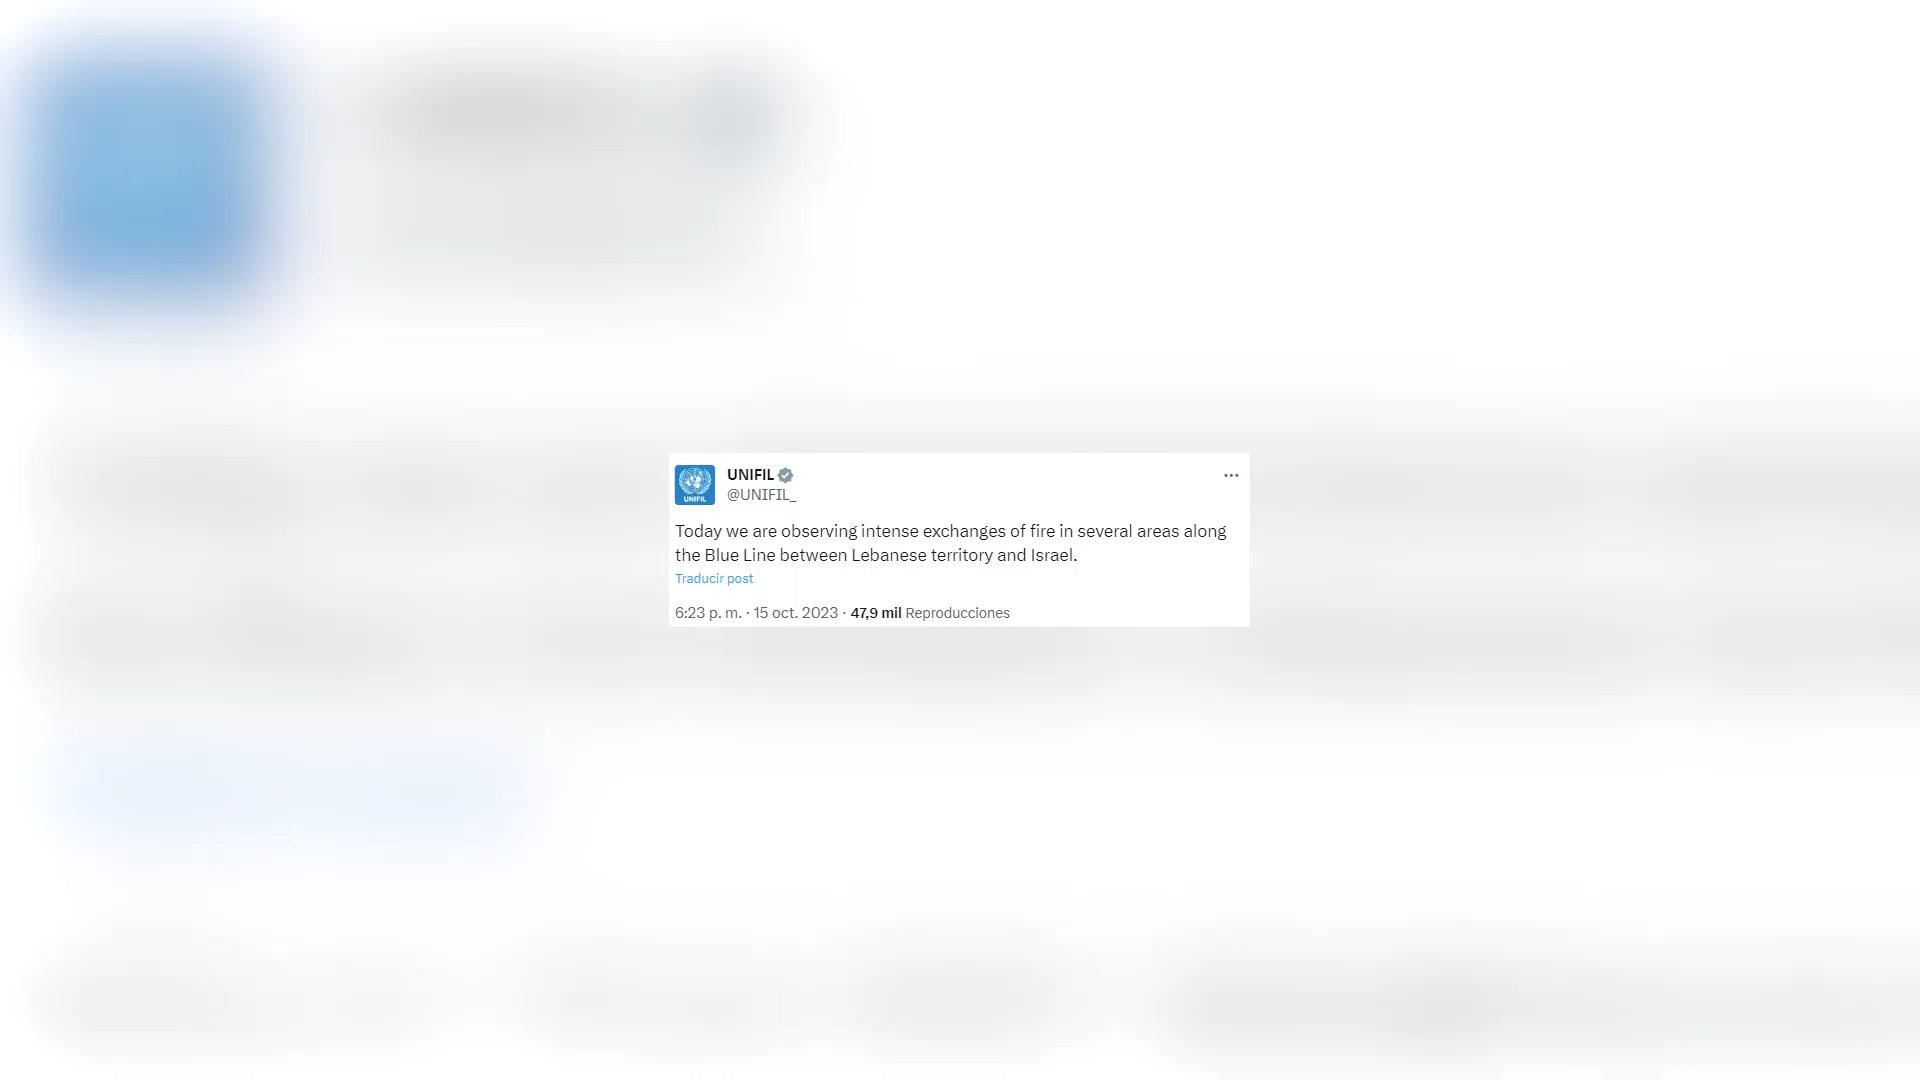 UNIFIL
UNIFIL
@UNIFIL_
Today we are observing intense exchanges of fire in several areas along
the Blue Line between Lebanese territory and Israel.
Traducir post
6:23 p. m. · 15 oct. 2023 · 47,9 mil Reproducciones